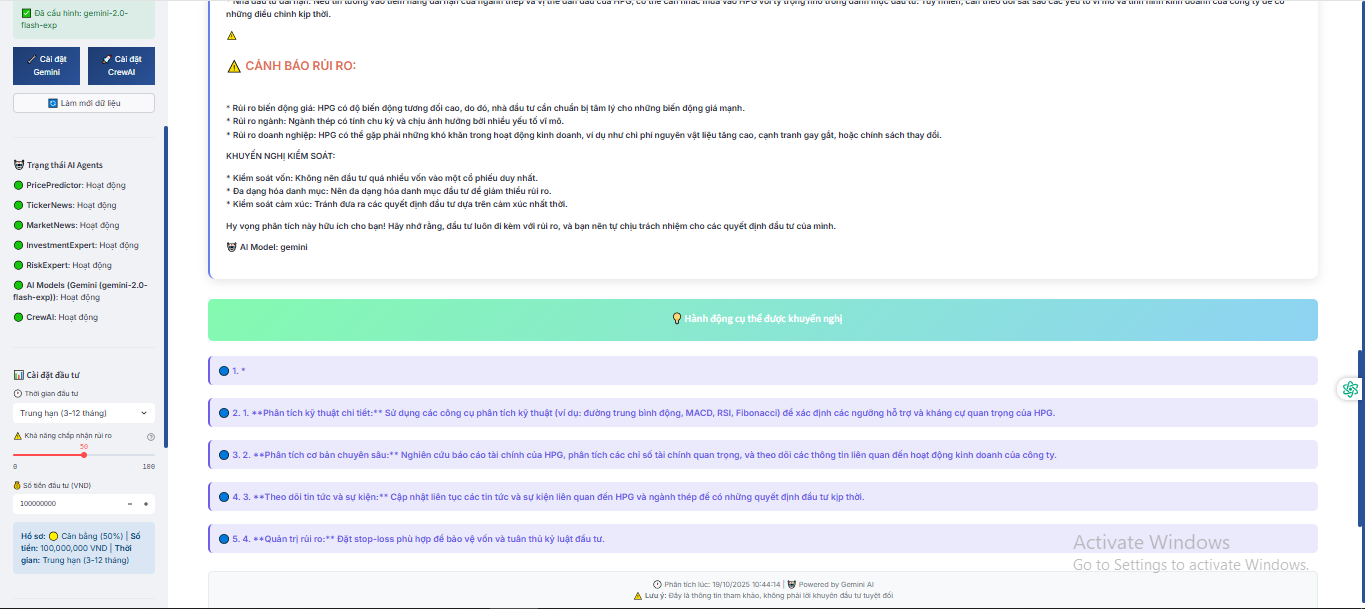 Đã cấu hình: gemini-2.0-
flash-exp
Cài đặt
Gemini
Cài đặt
CrewAI
Làm mới dữ liệu
Trạng thái AI Agents
PricePredictor: Hoạt động
TickerNews: Hoạt động
MarketNews: Hoạt động
InvestmentExpert: Hoạt động
RiskExpert: Hoạt động
AI Models (Gemini (gemini-2.0-
flash-exp)): Hoạt động
CrewAI: Hoạt động
Cài đặt đầu tư
Thời gian đầu tư
Trung hạn (3-12 tháng)
Khả năng chấp nhận rủi ro
50
0 100
Số tiền đầu tư (VND)
100000000
Hồ sơ: Cân bằng (50%) | Số
tiền: 100,000,000 VND | Thời
gian: Trung hạn (3-12 tháng)
những điều chỉnh kịp thời.
CẢNH BÁO RỦI RO:
* Rủi ro biến động giá: HPG có độ biến động tương đối cao, do đó, nhà đầu tư cần chuẩn bị tâm lý cho những biến động giá mạnh.
* Rủi ro ngành: Ngành thép có tính chu kỳ và chịu ảnh hưởng bởi nhiều yếu tố vĩ mô.
* Rủi ro doanh nghiệp: HPG có thể gặp phải những khó khăn trong hoạt động kinh doanh, ví dụ như chi phí nguyên vật liệu tăng cao, cạnh tranh gay gắt, hoặc chính sách thay đổi.
KHUYẾN NGHỊ KIỂM SOÁT:
* Kiểm soát vốn: Không nên đầu tư quá nhiều vốn vào một cổ phiếu duy nhất.
* Đa dạng hóa danh mục: Nên đa dạng hóa danh mục đầu tư để giảm thiểu rủi ro.
* Kiểm soát cảm xúc: Tránh đưa ra các quyết định đầu tư dựa trên cảm xúc nhất thời.
Hy vọng phân tích này hữu ích cho bạn! Hãy nhớ rằng, đầu tư luôn đi kèm với rủi ro, và bạn nên tự chịu trách nhiệm cho các quyết định đầu tư của mình.
AI Model: gemini
Hành động cụ thể được khuyến nghị
1. *
2. 1. **Phân tích kỹ thuật chi tiết:** Sử dụng các công cụ phân tích kỹ thuật (ví dụ: đường trung bình động, MACD, RSI, Fibonacci) để xác định các ngưỡng hỗ trợ và kháng cự quan trọng của HPG.
3. 2. **Phân tích cơ bản chuyên sâu:** Nghiên cứu báo cáo tài chính của HPG, phân tích các chỉ số tài chính quan trọng, và theo dõi các thông tin liên quan đến hoạt động kinh doanh của công ty.
4. 3. **Theo dõi tin tức và sự kiện:** Cập nhật liên tục các tin tức và sự kiện liên quan đến HPG và ngành thép để có những quyết định đầu tư kịp thời.
5. 4. **Quản trị rủi ro:** Đặt stop-loss phù hợp để bảo vệ vốn và tuân thủ kỷ luật đầu tư.
Activate Windows
Go to Settings to activate Windows.
Phân tích lúc: 19/10/2025 10:44:14 | Powered by Gemini AI
Lưu ý: Đây là thông tin tham khảo, không phải lời khuyên đầu tư tuyệt đối